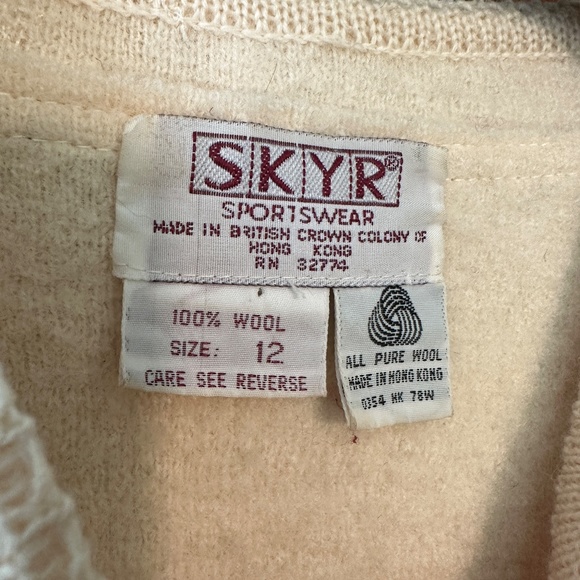 SKYR®
SPORTSWEAR
MADE IN BRITISH CROWN COLONY OF
HONG KONG
RN 32774
100% WOOL
SIZE: 12
CARE SEE REVERSE
ALL PURE WOOL
MADE IN HONG KONG
0354 HK 78W